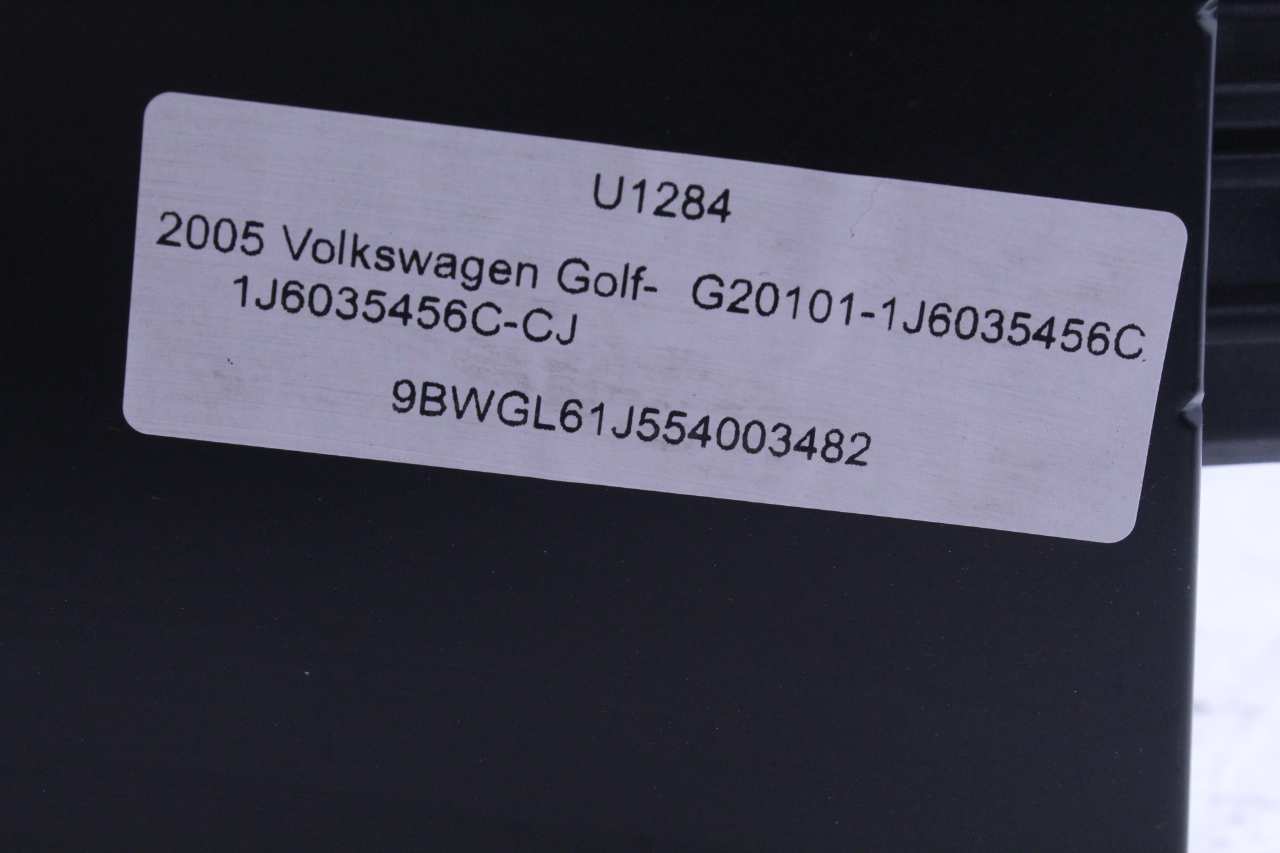 U1284
2005 Volkswagen Golf- G20101-1J6035456C
1J6035456C-CJ
9BWGL61J554003482